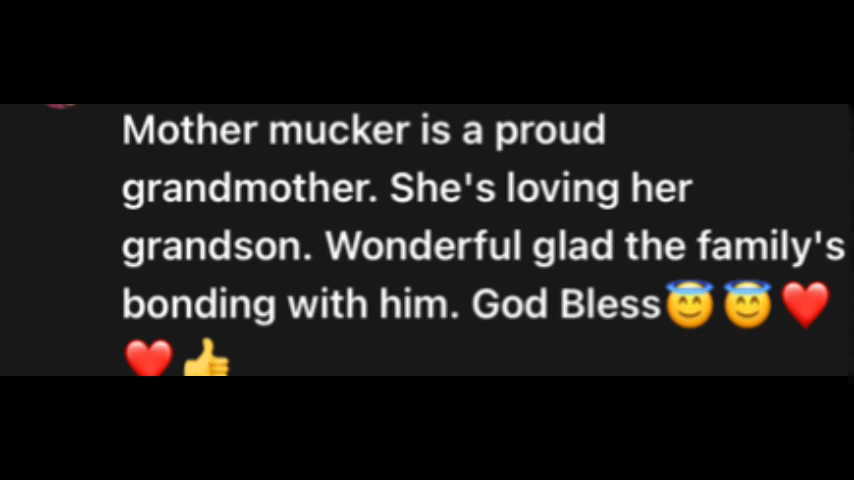 Mother mucker is a proud
grandmother. She's loving her
grandson. Wonderful glad the family's
bonding with him. God Bless😇😇❤️
❤️👍